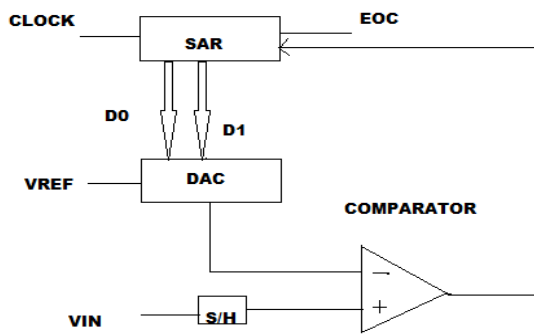 CLOCK
EOC
SAR
D0
D1
DAC
VREF
COMPARATOR
−
+
VIN
S/H